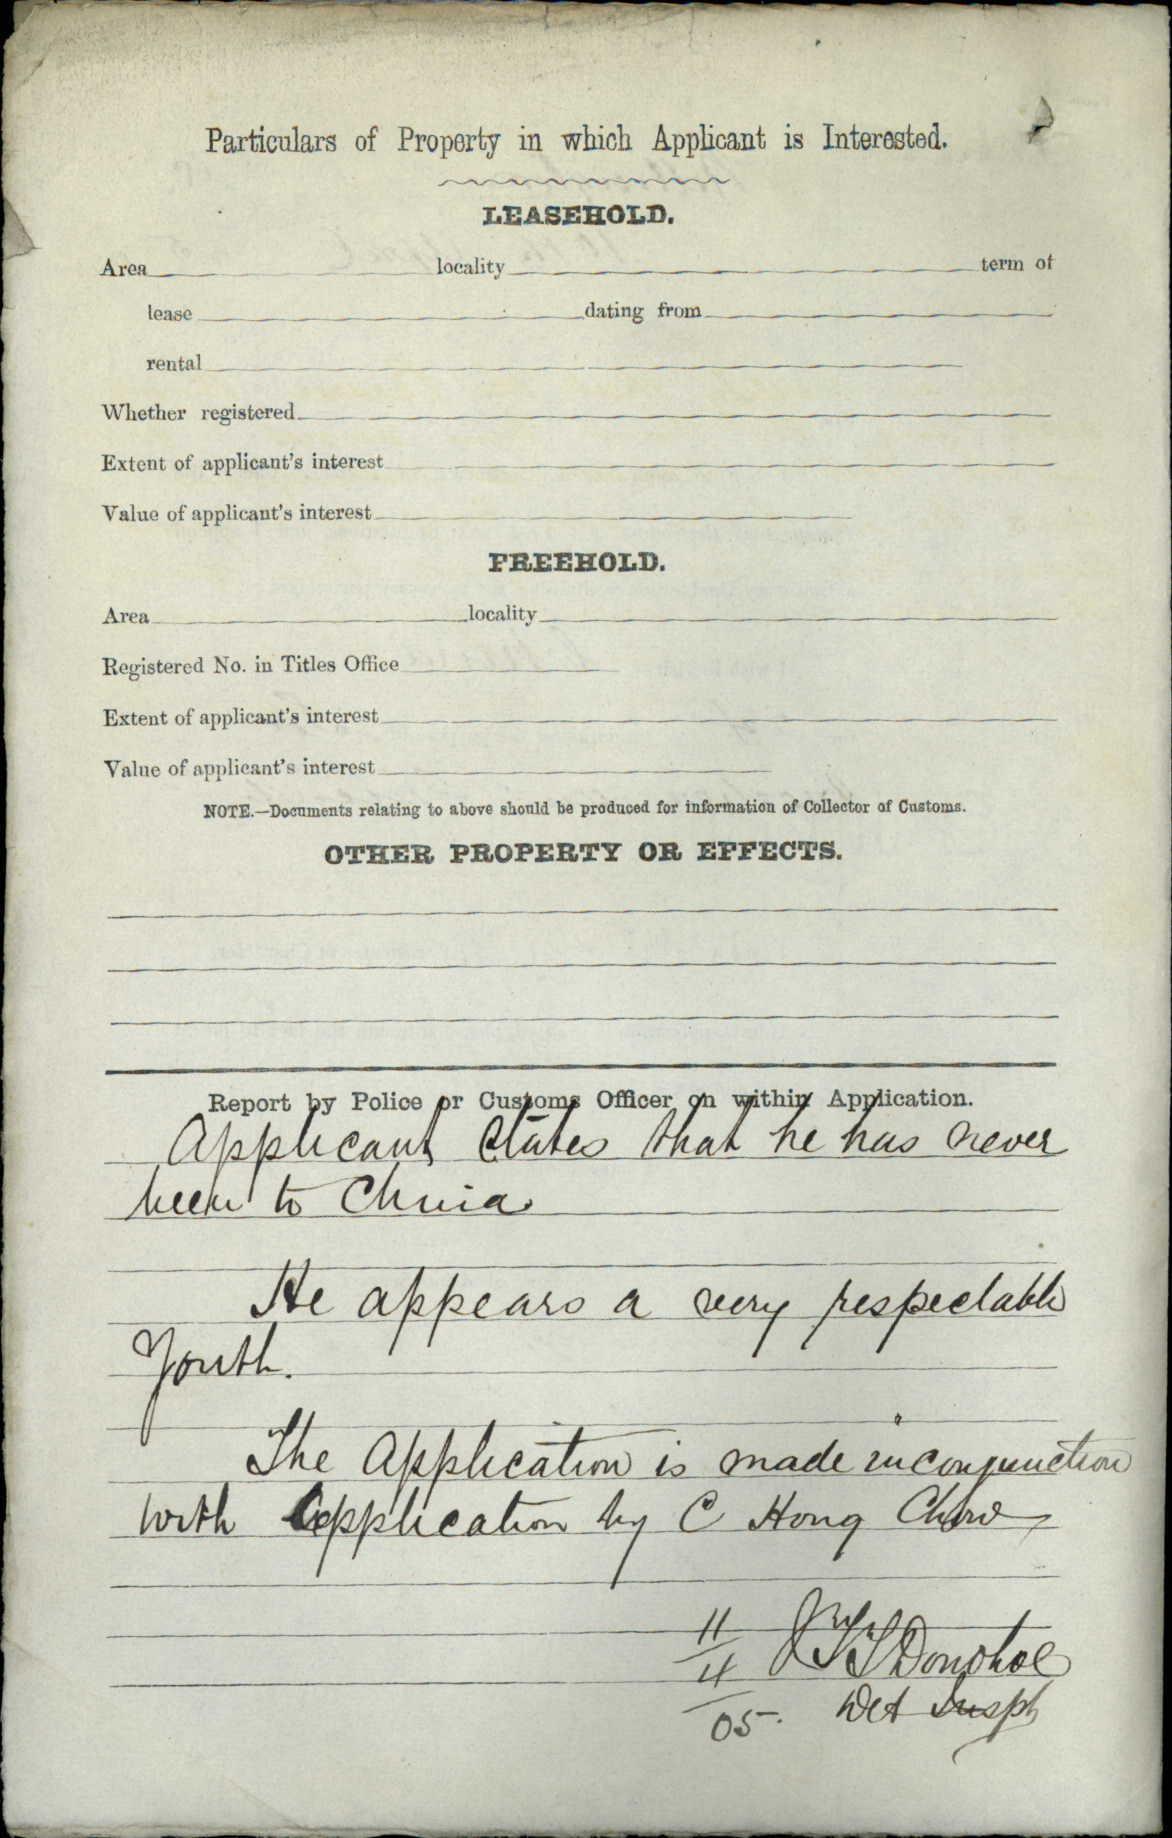 Particulars of Property in which Applicant is Interested.
LEASEHOLD.
Area locality term of
lease dating from
rental
Whether registered
Extent of applicant's interest
Value of applicant's interest
FREEHOLD.
Area locality
Registered No. in Titles Office
Extent of applicant's interest
Value of applicant's interest
NOTE.—Documents relating to above should be produced for information of Collector of Customs.
OTHER PROPERTY OR EFFECTS.
Report by Police or Customs Officer on within Application.
Applicant states that he has never
been to China
He appears a very respectable
Youth.
The Application is made in conjunction
with Application by C Hong Chow
11
4 Donohoe
05. Det Insptr